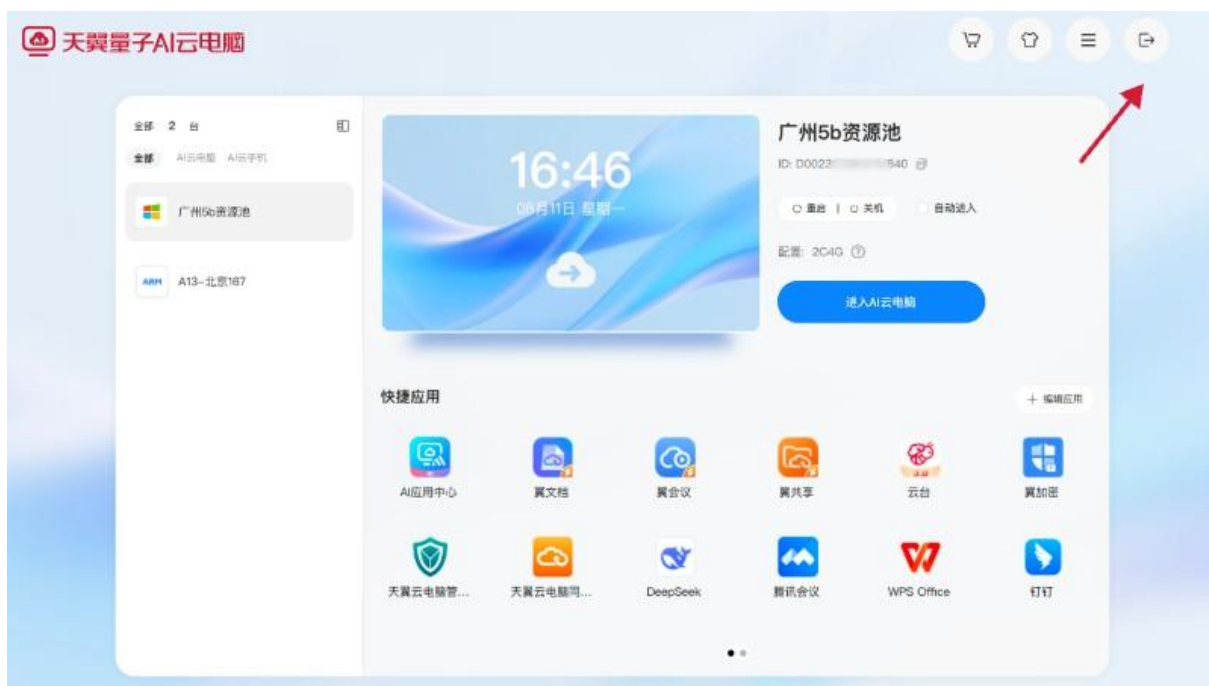 天翼量子AI云电脑
全部 2 台
全部 AI云电脑 AI云手机
广州5b资源池
ARM A13-北京167
16:46
08月11日 星期一
广州5b资源池
ID: D0022 540
重启 | 关机 自动进入
配置: 2C4G
进入AI云电脑
快捷应用
+ 编辑应用
AI应用中心 翼文档 翼会议 翼共享 云台 翼加密
天翼云电脑管... 天翼云电脑同... DeepSeek 腾讯会议 WPS Office 钉钉